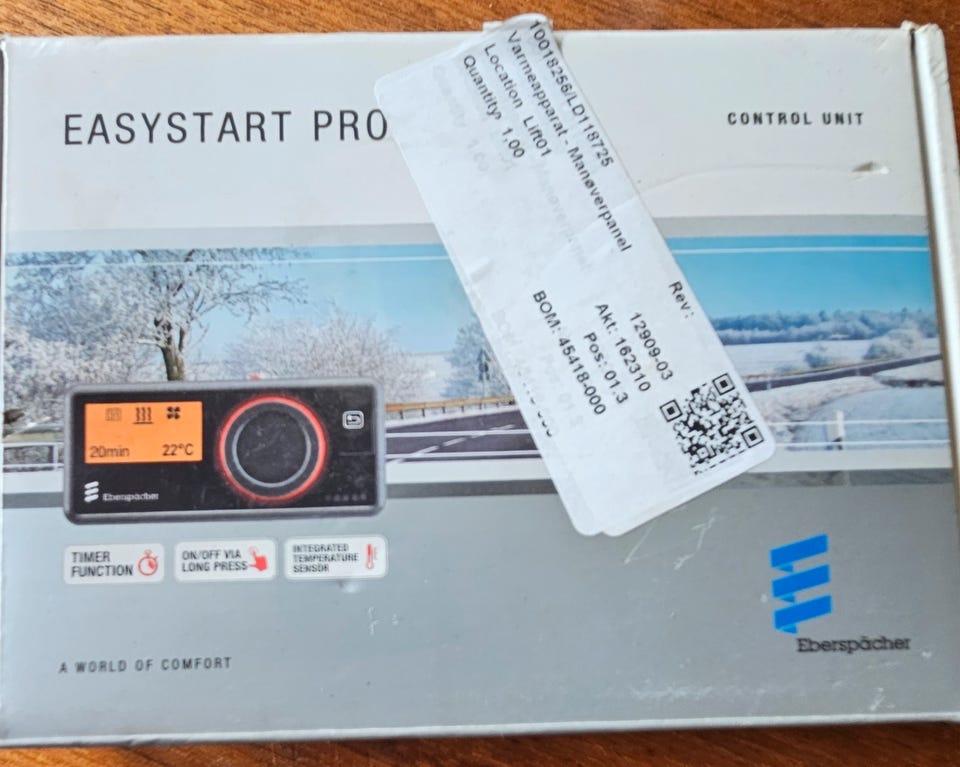 EASYSTART PRO
CONTROL UNIT
10018256/LD118725
Varmeapparat - Manøverpanel
Location Lift01
Quantity: 1,00
Rev:
12909-03
Akt: 162310
Pos: 01.3
BOM: 45418-000
20min 22°C
Eberspächer
TIMER
FUNCTION
ON/OFF VIA
LONG PRESS
INTEGRATED
TEMPERATURE
SENSOR
A WORLD OF COMFORT
Eberspächer